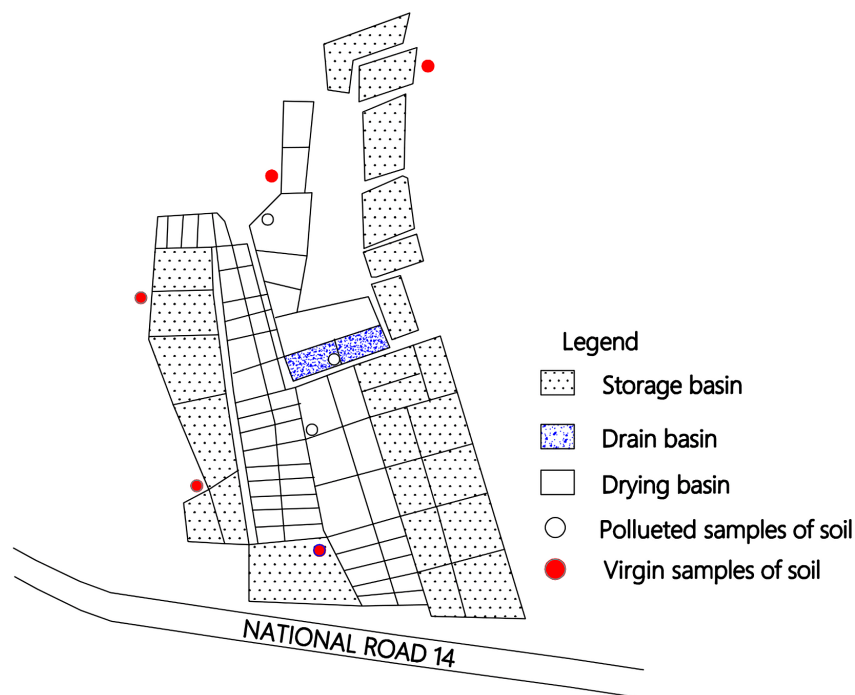 Legend
Storage basin
Drain basin
Drying basin
Pollueted samples of soil
Virgin samples of soil
NATIONAL ROAD 14